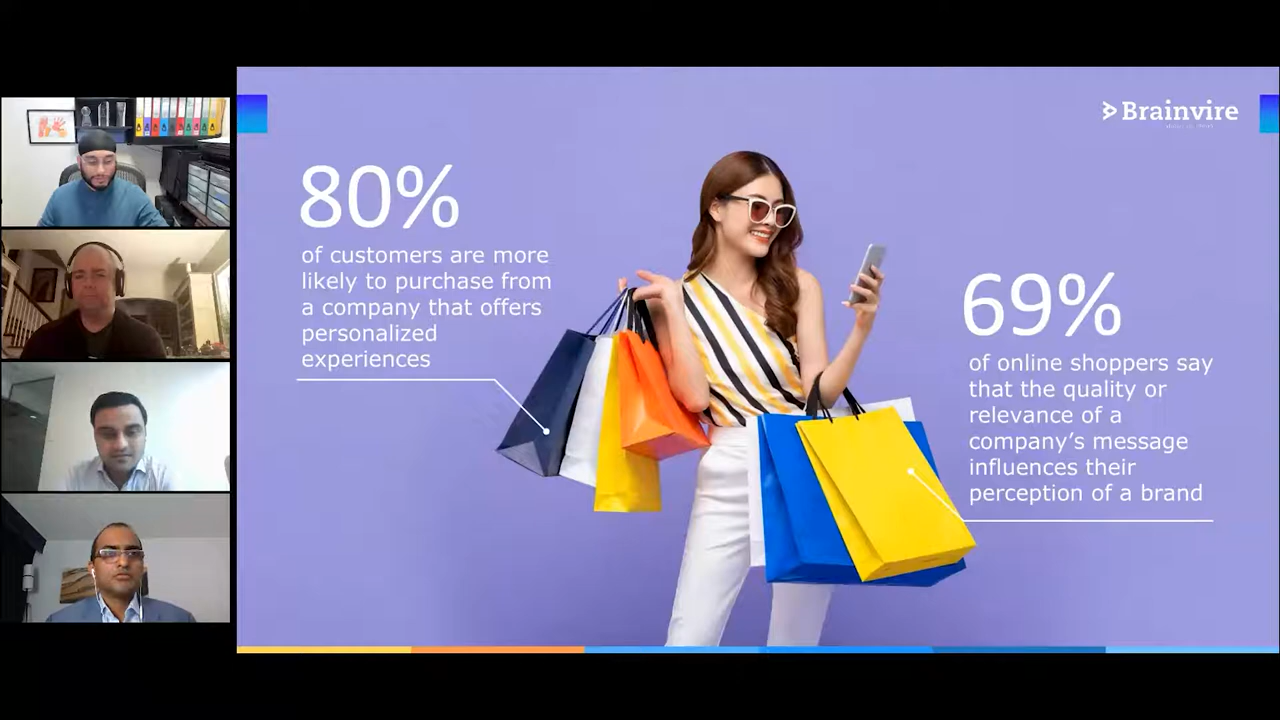 Brainvire
80%
of customers are more
likely to purchase from
a company that offers
personalized
experiences
69%
of online shoppers say
that the quality or
relevance of a
company's message
influences their
perception of a brand